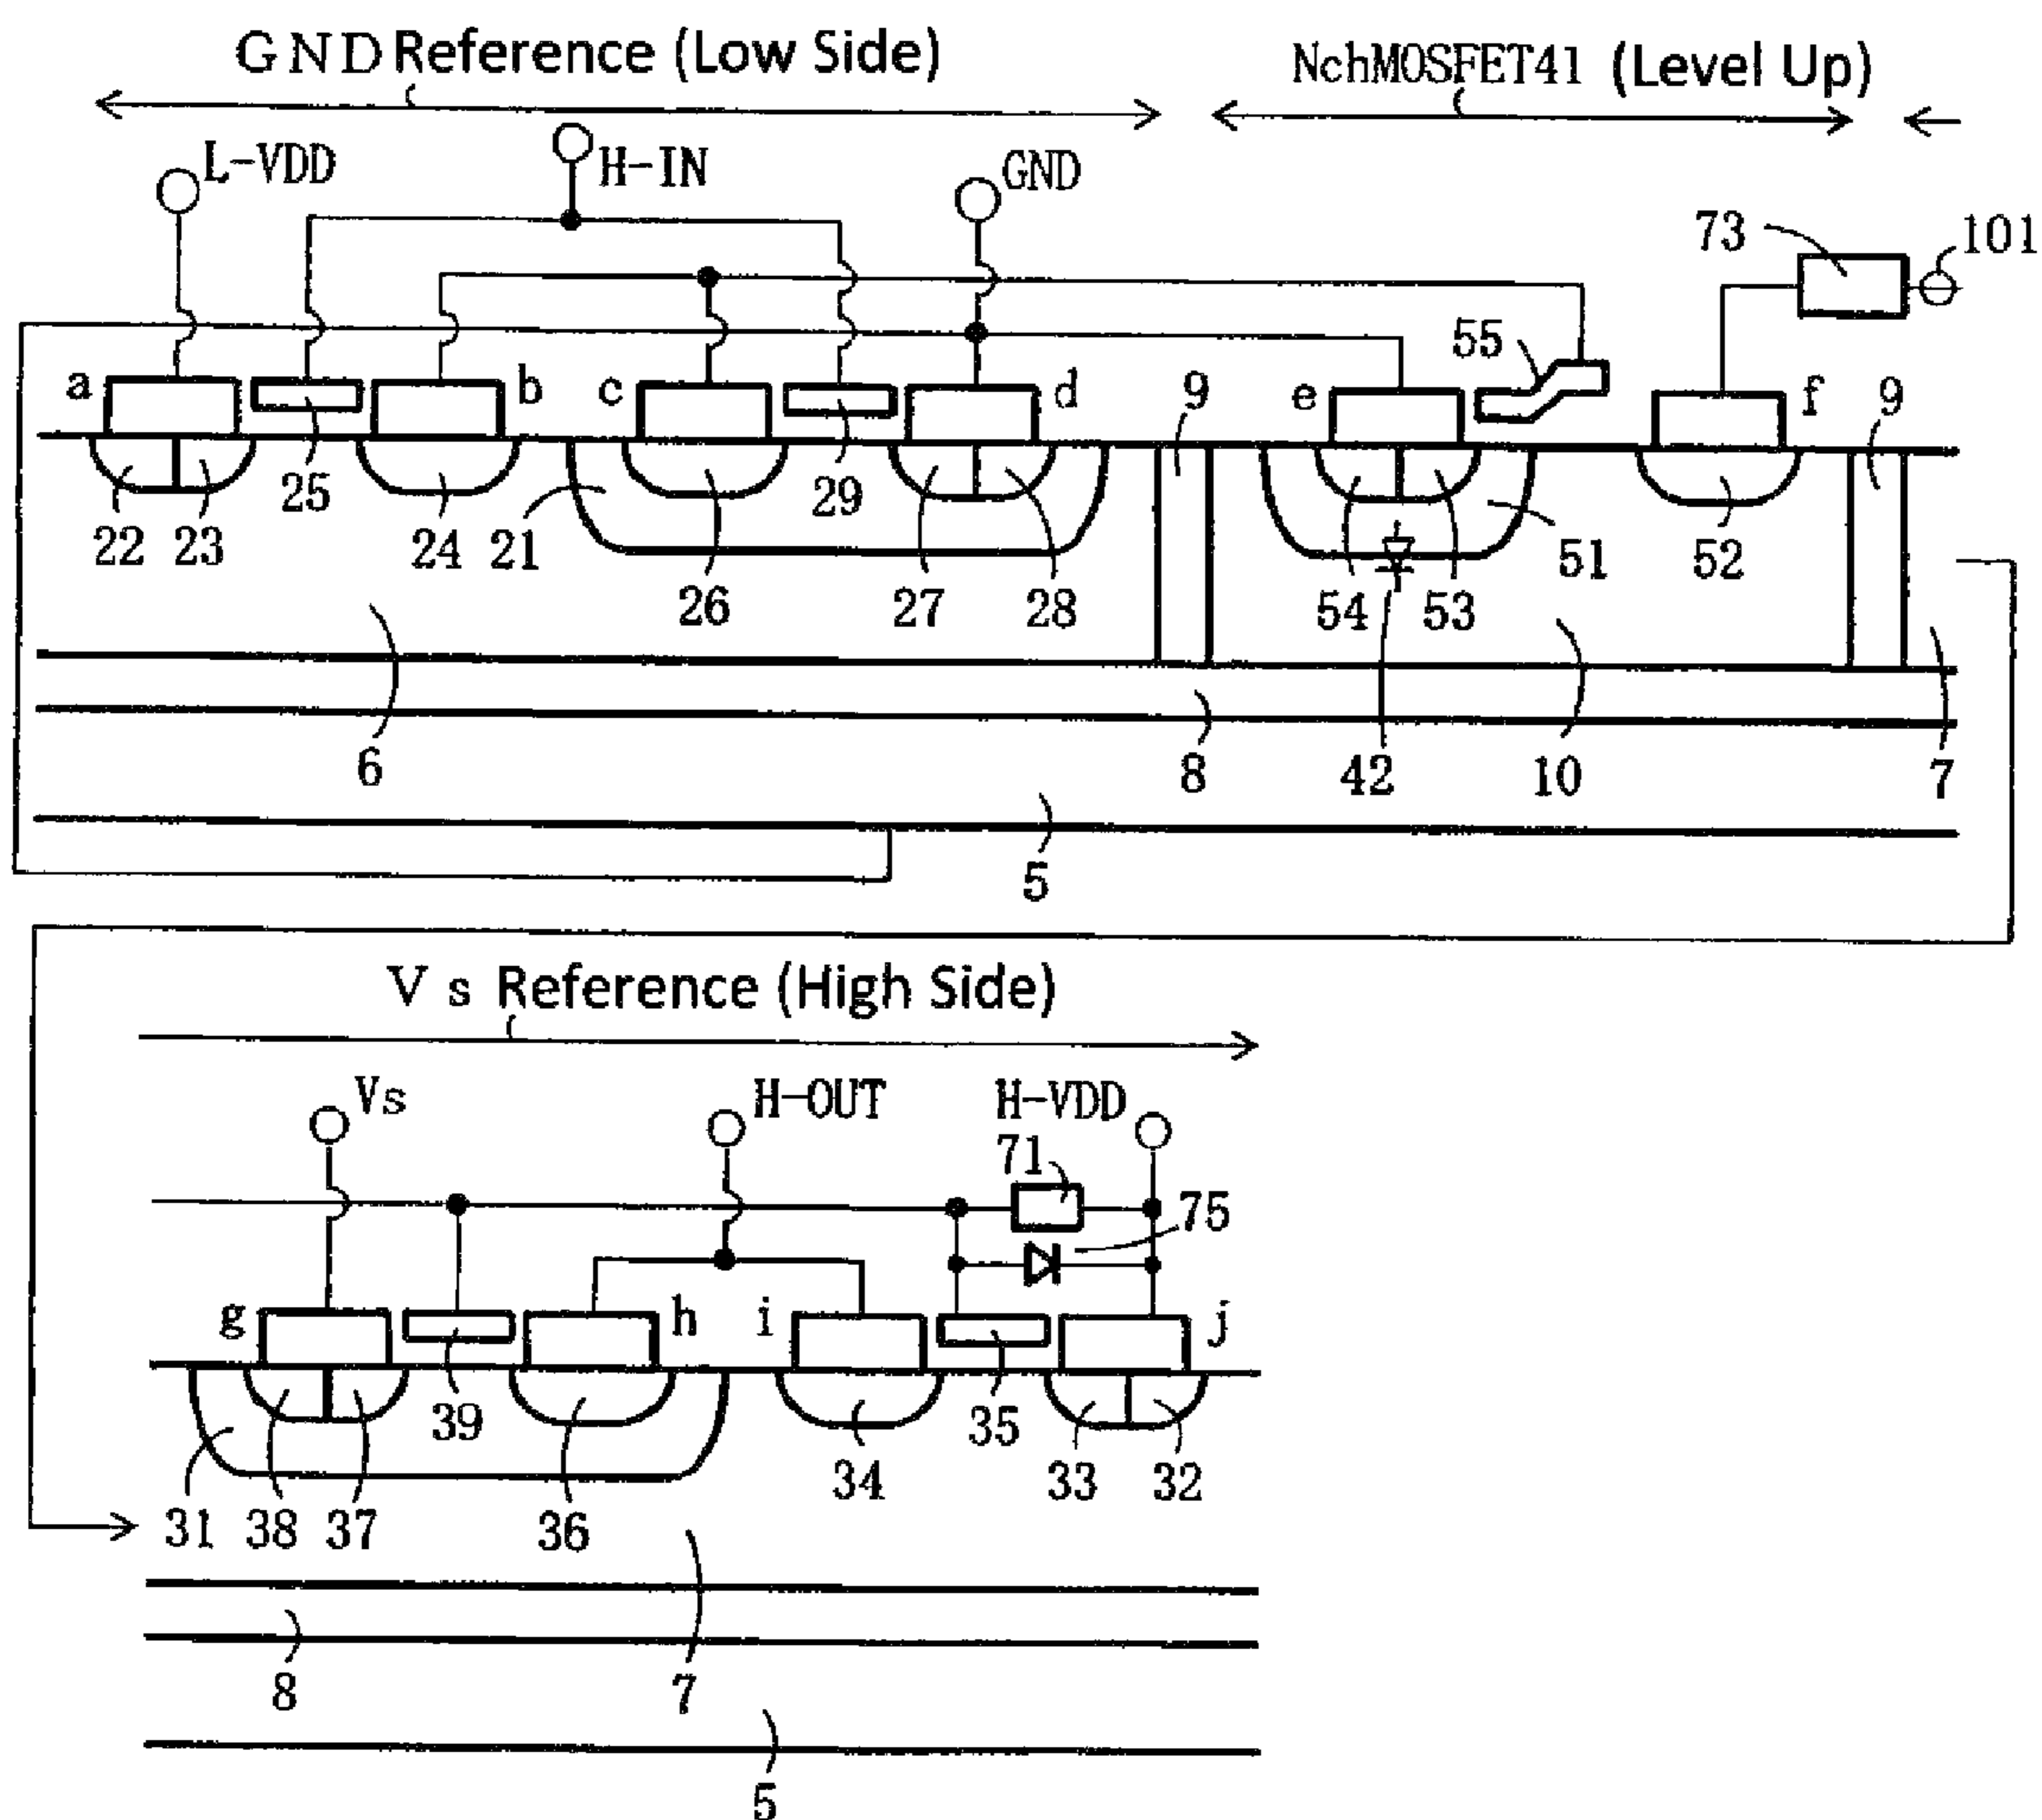 GND Reference (Low Side)
NchMOSFET41 (Level Up)
L-VDD
H-IN
GND
73
101
55
a
b
c
d
9
e
f
9
22
23
25
24
21
26
29
27
28
54
42
53
51
52
6
8
10
7
5
Vs Reference (High Side)
Vs
H-OUT
H-VDD
71
75
g
h
i
j
31
38
37
39
36
34
35
33
32
8
7
5